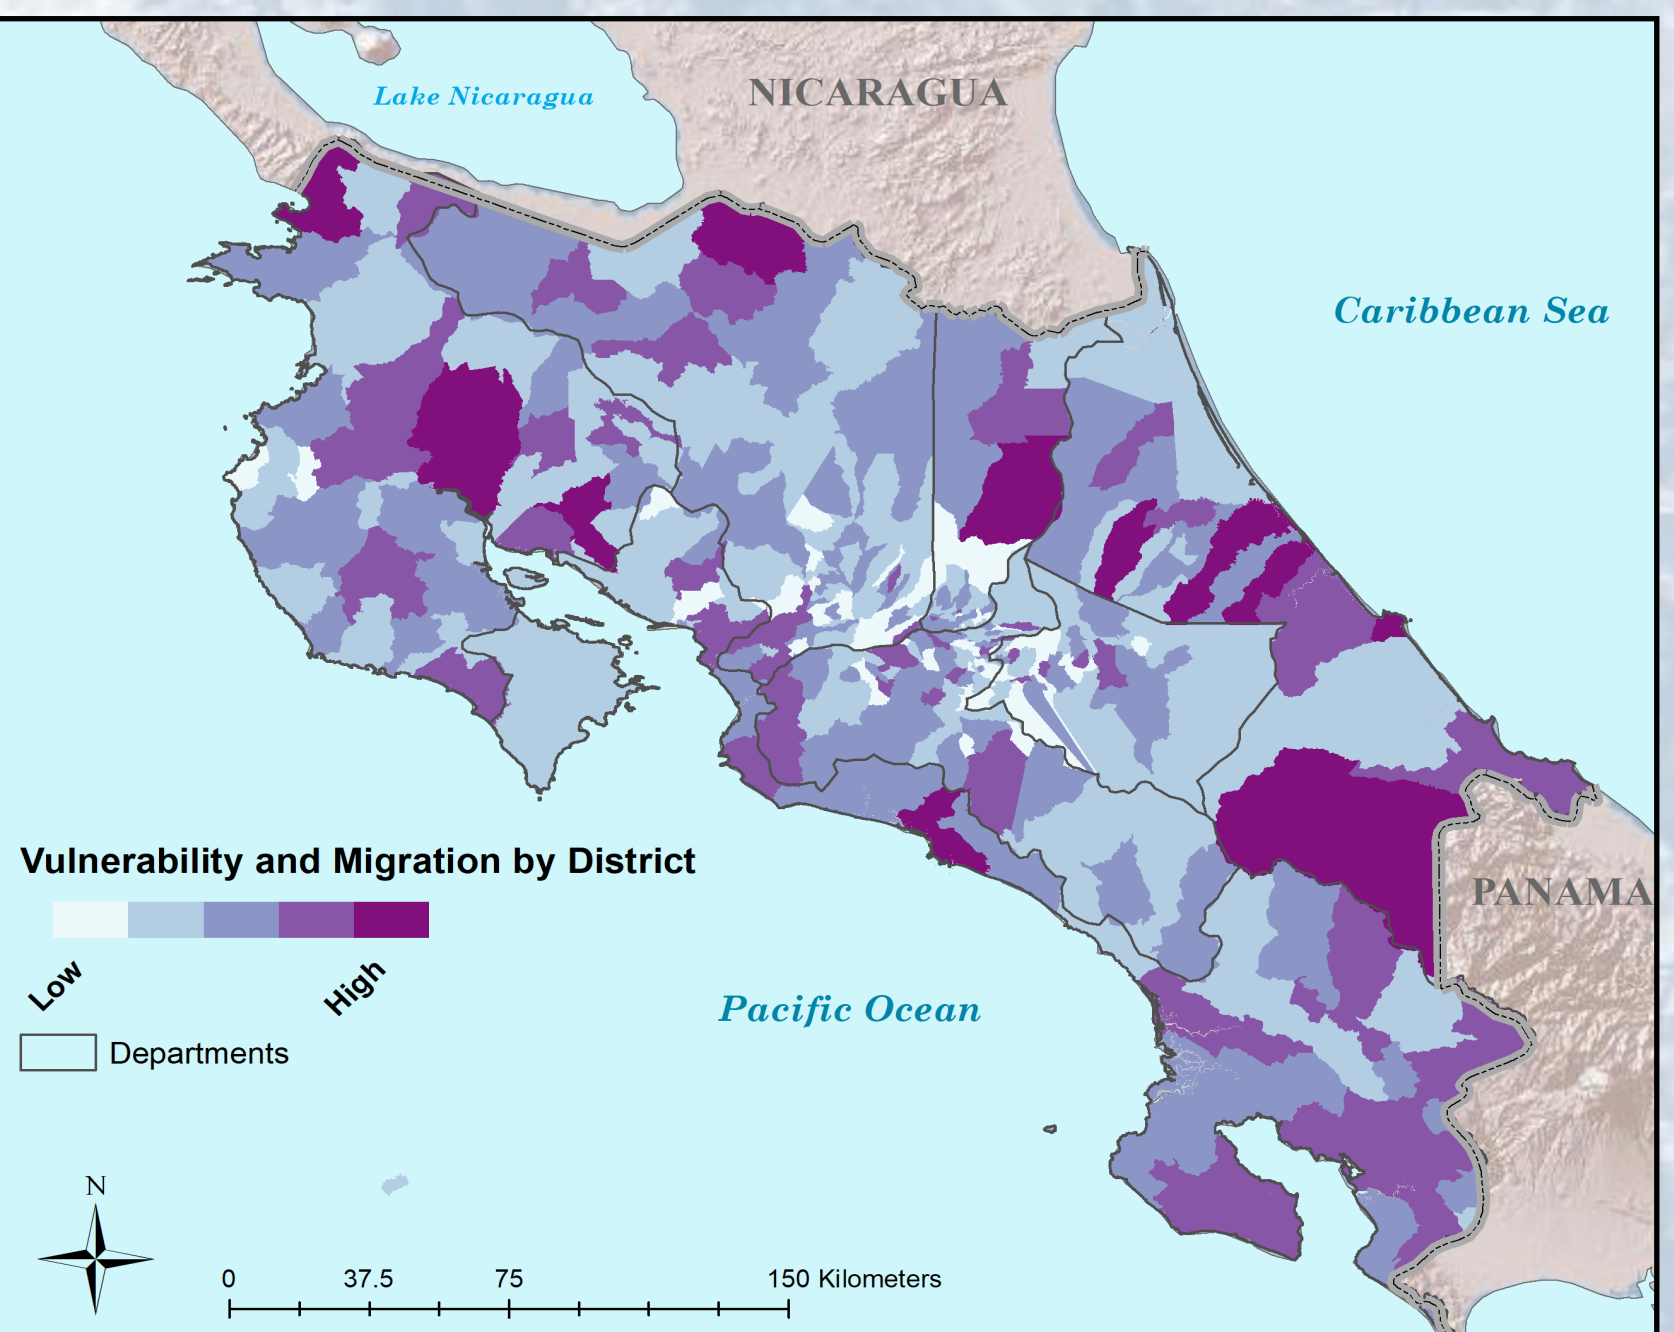 NICARAGUA
Lake Nicaragua
Caribbean Sea
Vulnerability and Migration by District
PANAMA
Low
High
Pacific Ocean
Departments
N
0 37.5 75 150 Kilometers